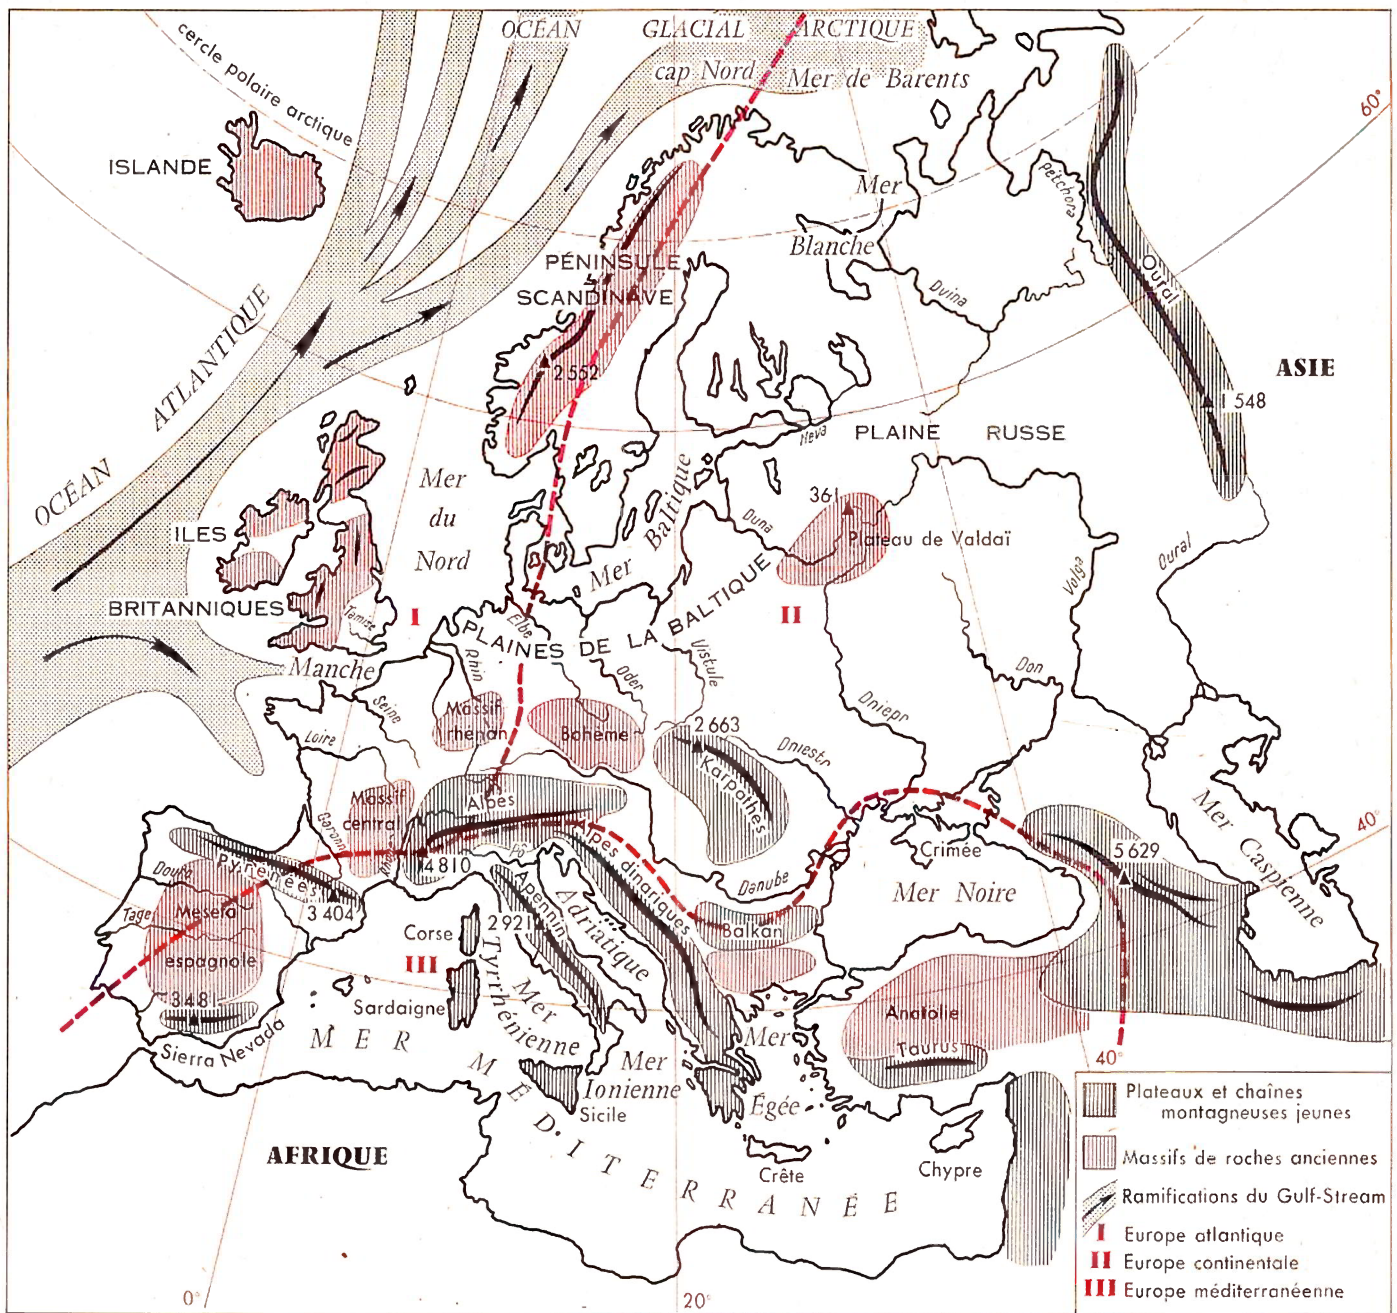 OCÉAN GLACIAL ARCTIQUE
cercle polaire arctique
cap Nord
Mer de Barents
60°
ISLANDE
Petchora
Mer
Blanche
PÉNINSULE
SCANDINAVE
Oural
Dvina
ATLANTIQUE
OCÉAN
2 552
ASIE
1 548
Neva
PLAINE RUSSE
Mer
du
Nord
Mer Baltique
361
Duna
Plateau de Valdaï
ILES
BRITANNIQUES
Tamise
I
II
Volga
Oural
Elbe
PLAINES DE LA BALTIQUE
Manche
Rhin
Oder
Vistule
Don
Seine
Loire
Massif
rhénan
Bohème
2 663
Karpathes
Dniestr
Dniepr
Massif
central
Garonne
Rhône
Alpes
4 810
Pô
Alpes dinariques
Danube
Crimée
Mer Noire
5 629
Mer Caspienne
40°
Pyrénées
3 404
Douro
Tage
Meseta
espagnole
3 481
Sierra Nevada
Corse
III
Sardaigne
2 921
Apennin
Adriatique
Balkan
Mer
Tyrrhénienne
Mer
Ionienne
Sicile
Mer
Égée
Anatolie
Taurus
40°
MER MÉDITERRANÉE
AFRIQUE
Crête
Chypre
0°
20°
Plateaux et chaînes
montagneuses jeunes
Massifs de roches anciennes
Ramifications du Gulf-Stream
I Europe atlantique
II Europe continentale
III Europe méditerranéenne